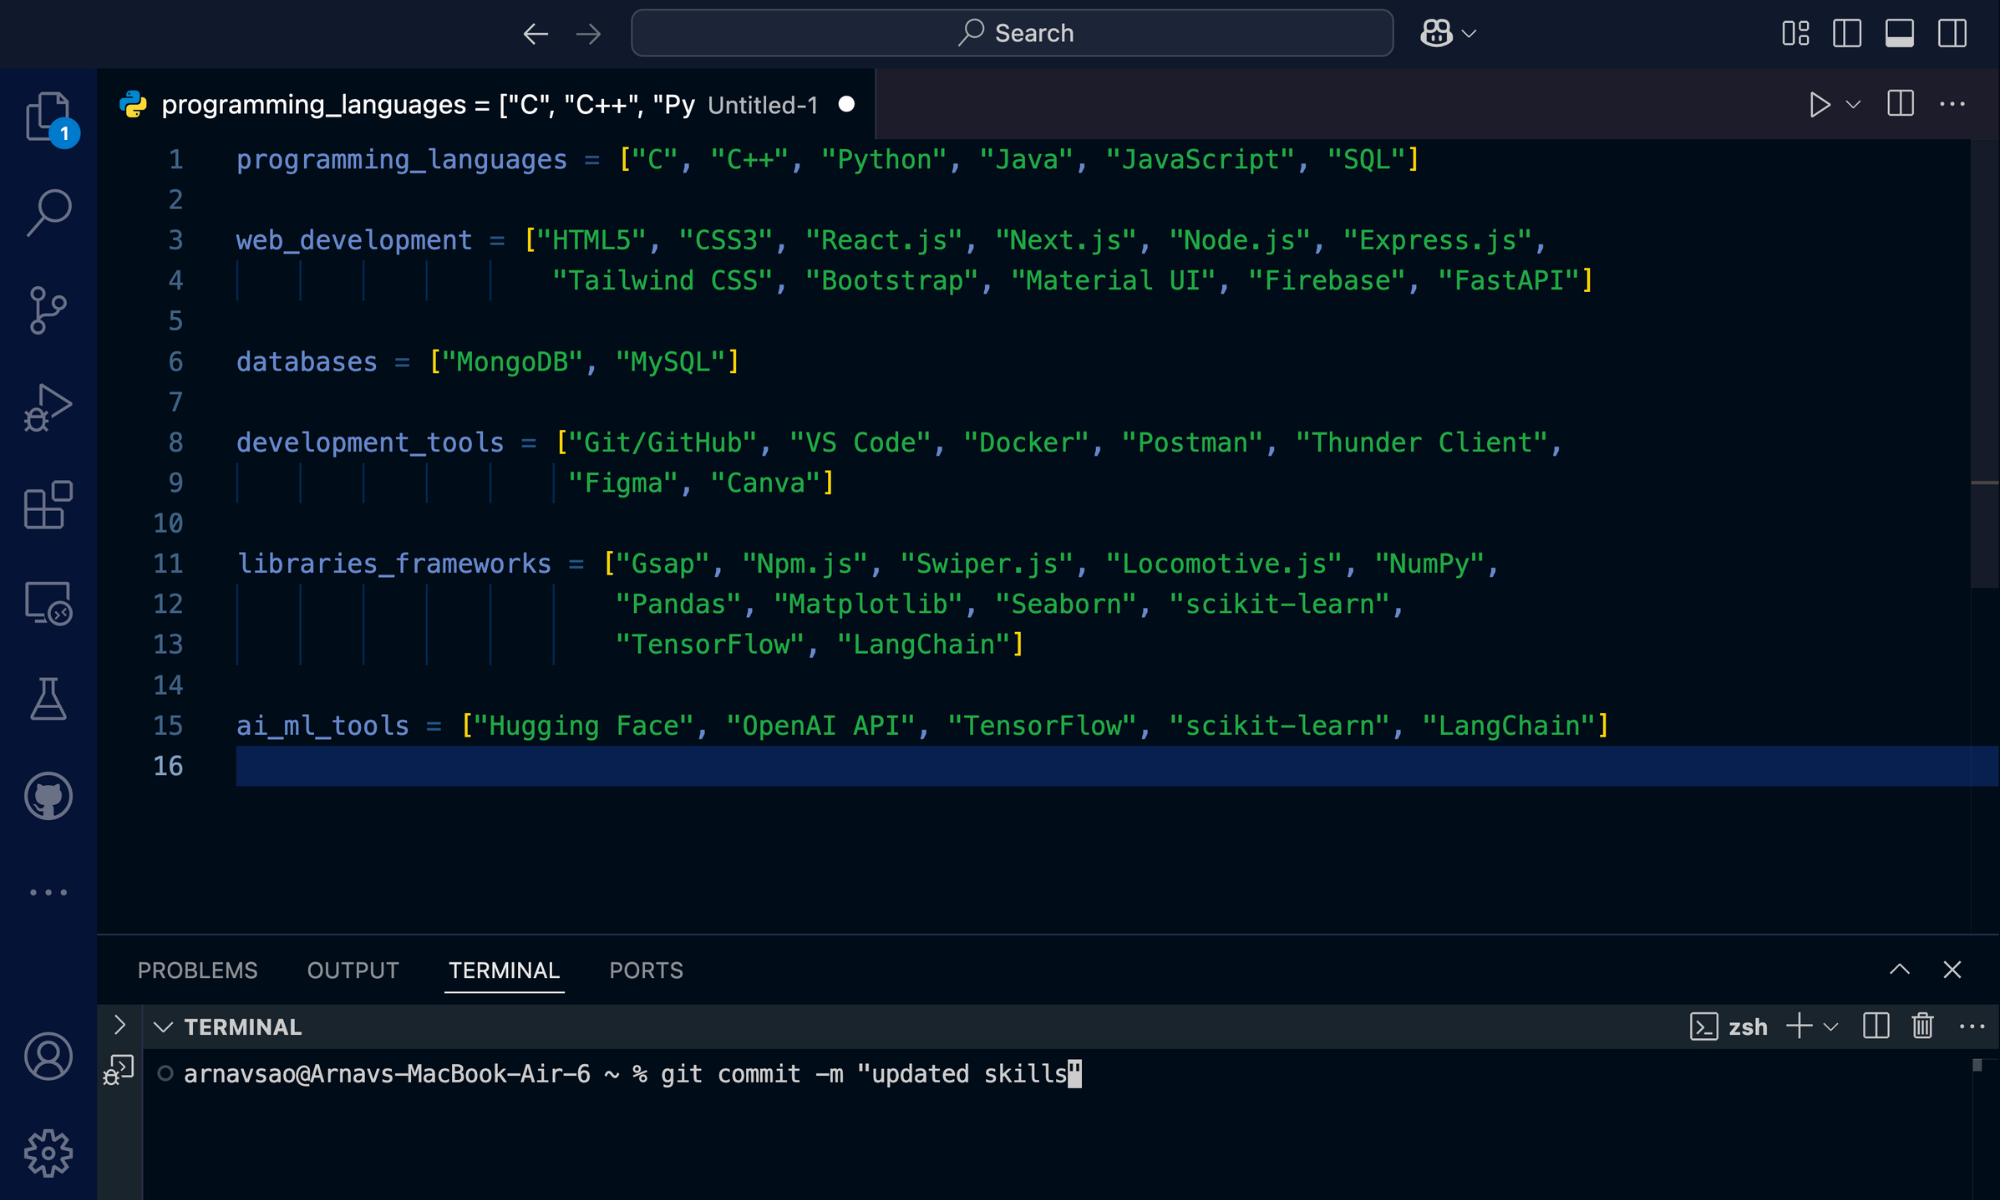 Search
programming_languages = ["C", "C++", "Py Untitled-1
1
1 programming_languages = ["C", "C++", "Python", "Java", "JavaScript", "SQL"]
2
3 web_development = ["HTML5", "CSS3", "React.js", "Next.js", "Node.js", "Express.js",
4 "Tailwind CSS", "Bootstrap", "Material UI", "Firebase", "FastAPI"]
5
6 databases = ["MongoDB", "MySQL"]
7
8 development_tools = ["Git/GitHub", "VS Code", "Docker", "Postman", "Thunder Client",
9 "Figma", "Canva"]
10
11 libraries_frameworks = ["Gsap", "Npm.js", "Swiper.js", "Locomotive.js", "NumPy",
12 "Pandas", "Matplotlib", "Seaborn", "scikit-learn",
13 "TensorFlow", "LangChain"]
14
15 ai_ml_tools = ["Hugging Face", "OpenAI API", "TensorFlow", "scikit-learn", "LangChain"]
16
PROBLEMS OUTPUT TERMINAL PORTS
TERMINAL zsh
arnavsao@Arnavs-MacBook-Air-6 ~ % git commit -m "updated skills"